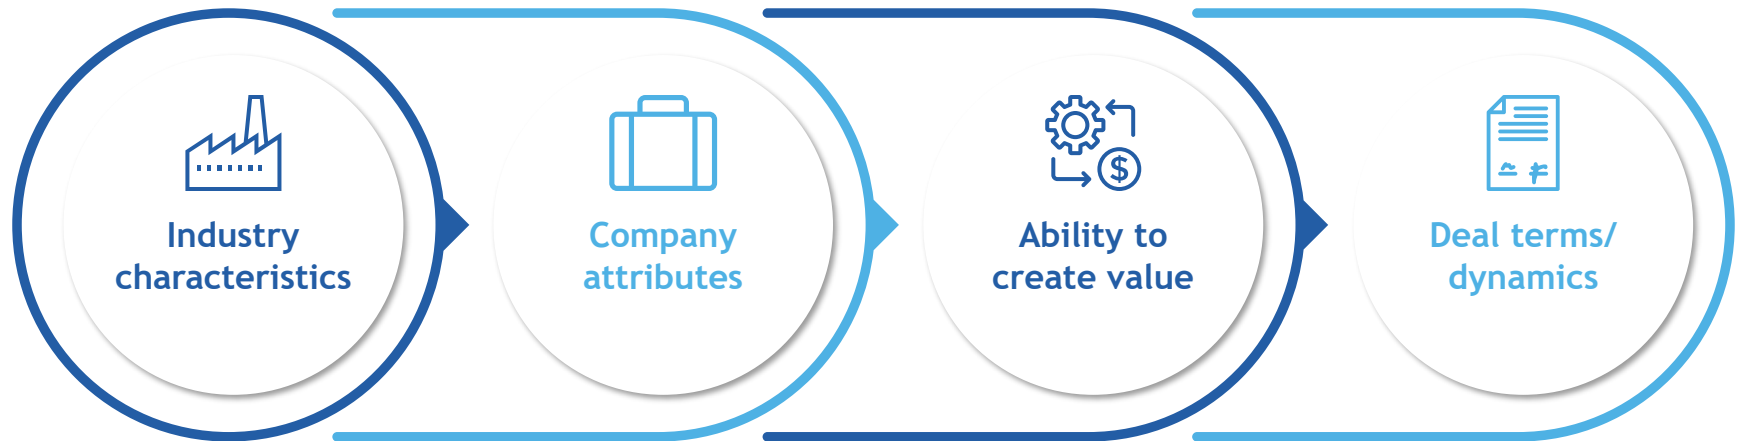 Industry
characteristics
Company
attributes
Ability to
create value
$
Deal terms/
dynamics